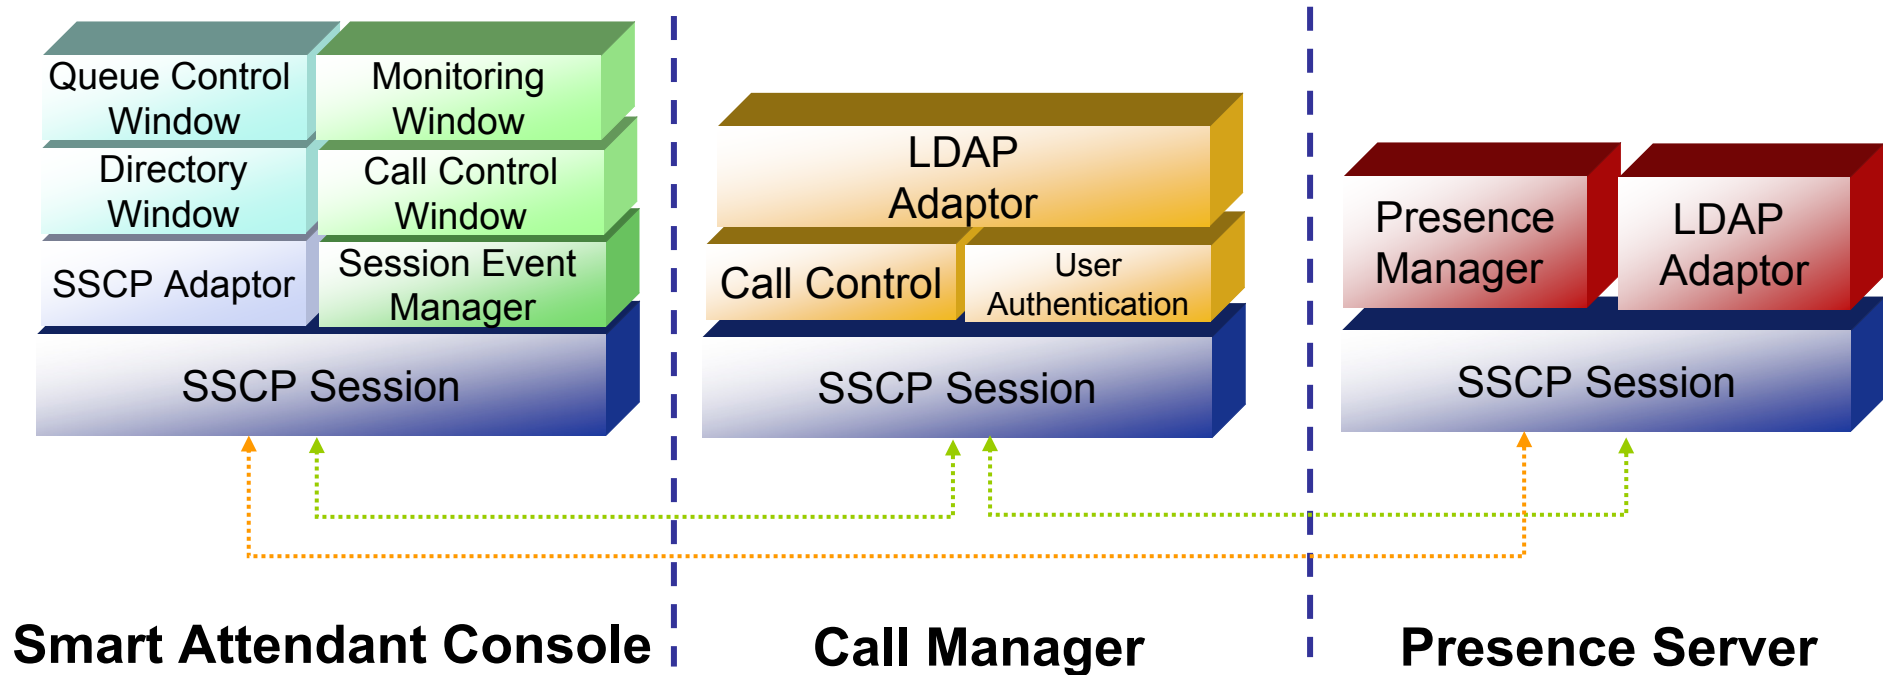 Queue Control
Window
Monitoring
Window
Directory
Window
Call Control
Window
SSCP Adaptor
Session Event
Manager
SSCP Session
LDAP
Adaptor
Call Control
User
Authentication
SSCP Session
Presence
Manager
LDAP
Adaptor
SSCP Session
Smart Attendant Console
Call Manager
Presence Server